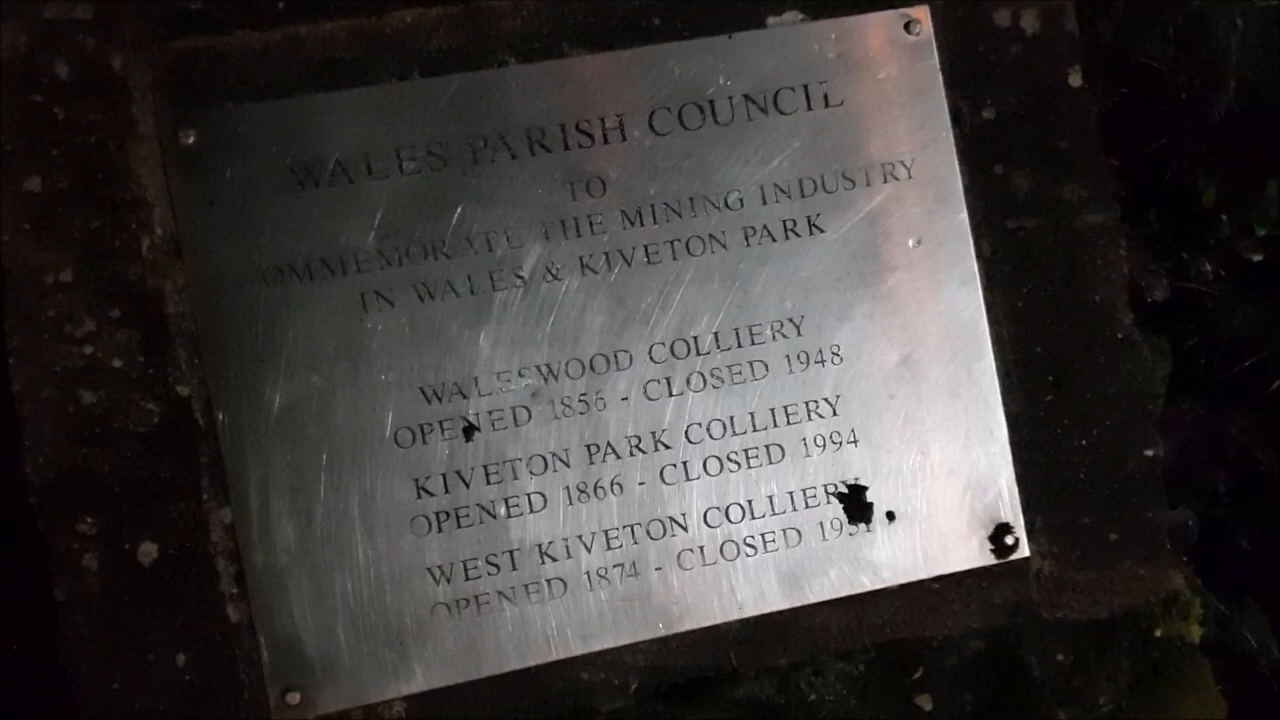 WALES PARISH COUNCIL
TO
COMMEMORATE THE MINING INDUSTRY
IN WALES & KIVETON PARK
WALESWOOD COLLIERY
OPENED 1856 - CLOSED 1948
KIVETON PARK COLLIERY
OPENED 1866 - CLOSED 1994
WEST KIVETON COLLIERY
OPENED 1874 - CLOSED